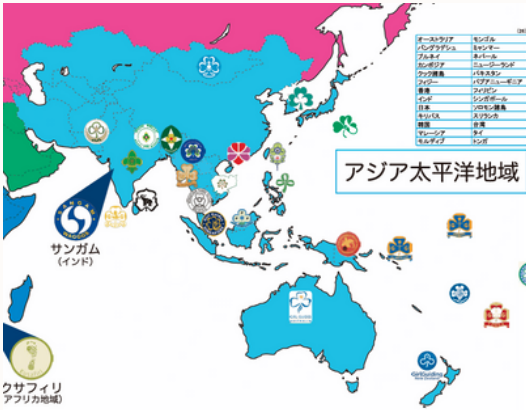 オーストラリア モンゴル
バングラデシュ ミャンマー
ブルネイ ネパール
カンボジア ニュージーランド
クック諸島 パキスタン
フィジー パプアニューギニア
香港 フィリピン
インド シンガポール
日本 ソロモン諸島
キリバス スリランカ
韓国 台湾
マレーシア タイ
モルディブ トンガ
アジア太平洋地域
サンガム
(インド)
GirlGuiding
クサフィリ
アフリカ地域)